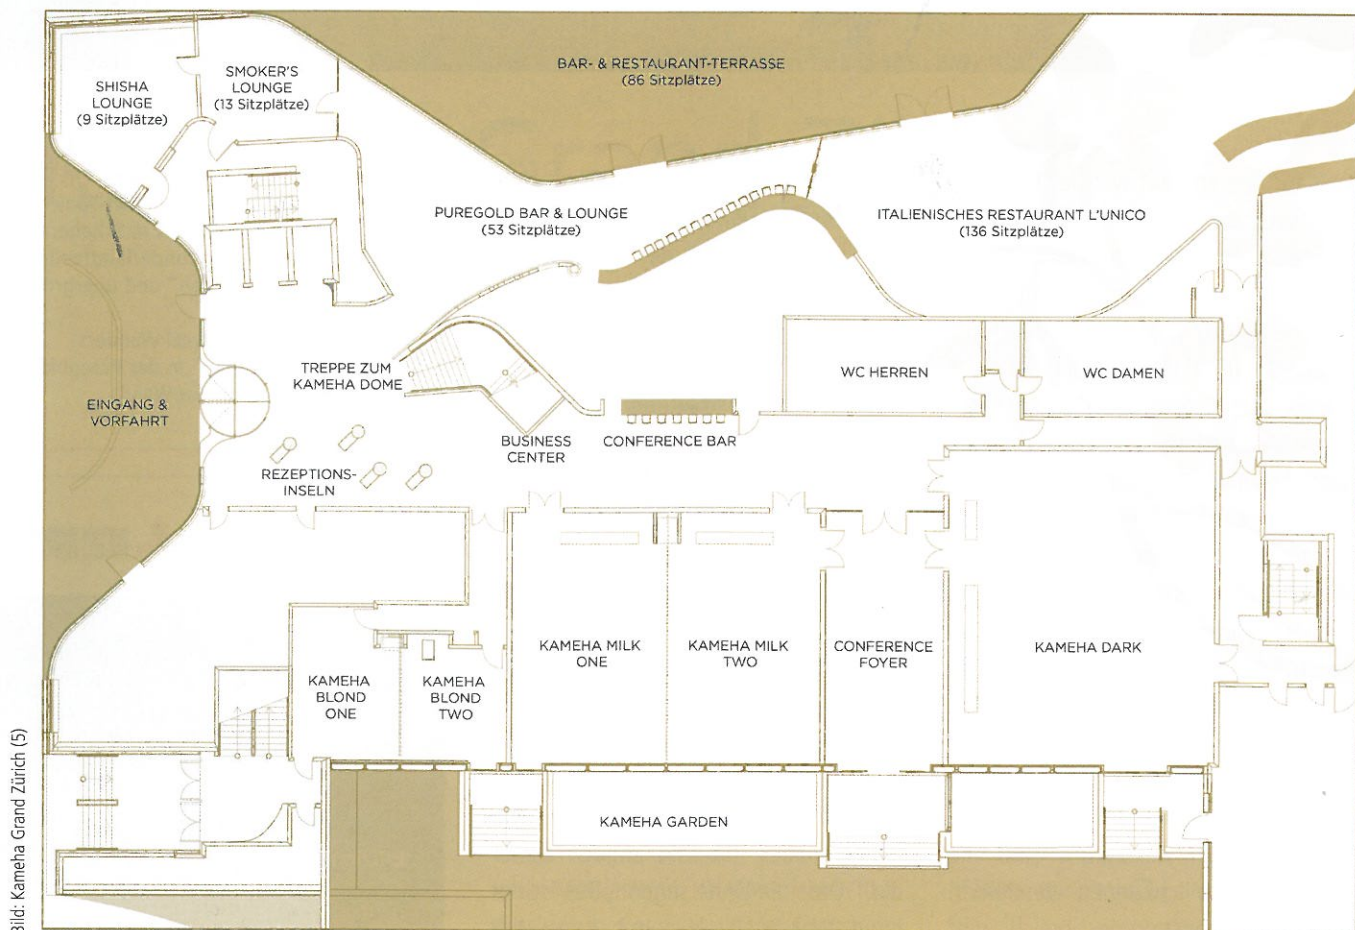 BAR- & RESTAURANT-TERRASSE
(86 Sitzplätze)
SMOKER'S
LOUNGE
(13 Sitzplätze)
SHISHA
LOUNGE
(9 Sitzplätze)
PUREGOLD BAR & LOUNGE
(53 Sitzplätze)
ITALIENISCHES RESTAURANT L'UNICO
(136 Sitzplätze)
TREPPE ZUM
KAMEHA DOME
WC HERREN
WC DAMEN
EINGANG &
VORFAHRT
BUSINESS
CENTER
CONFERENCE BAR
REZEPTIONS-
INSELN
KAMEHA MILK
ONE
KAMEHA MILK
TWO
CONFERENCE
FOYER
KAMEHA DARK
KAMEHA
BLOND
ONE
KAMEHA
BLOND
TWO
KAMEHA GARDEN
Bild: Kameha Grand Zürich (5)